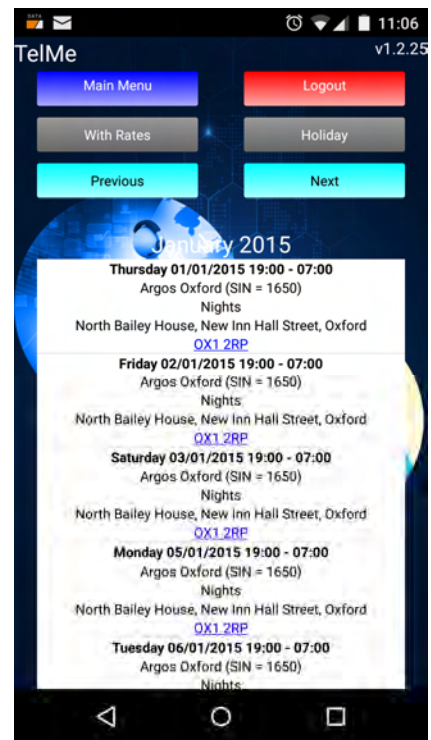 DATA
11:06
TelMe
v1.2.25
Main Menu
Logout
With Rates
Holiday
Previous
Next
January 2015
Thursday 01/01/2015 19:00 - 07:00
Argos Oxford (SIN = 1650)
Nights
North Bailey House, New Inn Hall Street, Oxford
OX1 2RP
Friday 02/01/2015 19:00 - 07:00
Argos Oxford (SIN = 1650)
Nights
North Bailey House, New Inn Hall Street, Oxford
OX1 2RP
Saturday 03/01/2015 19:00 - 07:00
Argos Oxford (SIN = 1650)
Nights
North Bailey House, New Inn Hall Street, Oxford
OX1 2RP
Monday 05/01/2015 19:00 - 07:00
Argos Oxford (SIN = 1650)
Nights
North Bailey House, New Inn Hall Street, Oxford
OX1 2RP
Tuesday 06/01/2015 19:00 - 07:00
Argos Oxford (SIN = 1650)
Nights